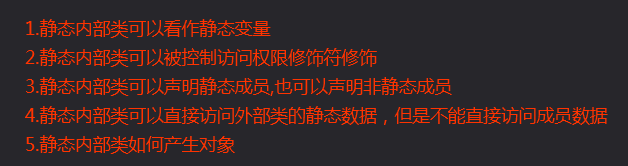 1.静态内部类可以看作静态变量
2.静态内部类可以被控制访问权限修饰符修饰
3.静态内部类可以声明静态成员,也可以声明非静态成员
4.静态内部类可以直接访问外部类的静态数据，但是不能直接访问成员数据
5.静态内部类如何产生对象